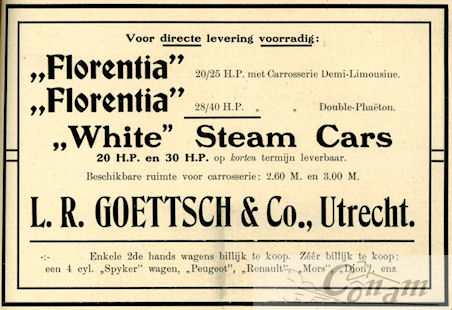 Voor directe levering voorradig:
„Florentia" 20/25 H.P. met Carrosserie Demi-Limousine.
„Florentia" 28/40 H.P. „ „ Double-Phaëton.
„White" Steam Cars
20 H.P. en 30 H.P. op korten termijn leverbaar.
Beschikbare ruimte voor carrosserie: 2.60 M. en 3.00 M.
L. R. GOETTSCH & Co., Utrecht.
-:- Enkele 2de hands wagens billijk te koop. Zéér billijk te koop:
een 4 cyl. „Spyker" wagen, „Peugeot", „Renault", „Mors", „Dion", enz.
Conam